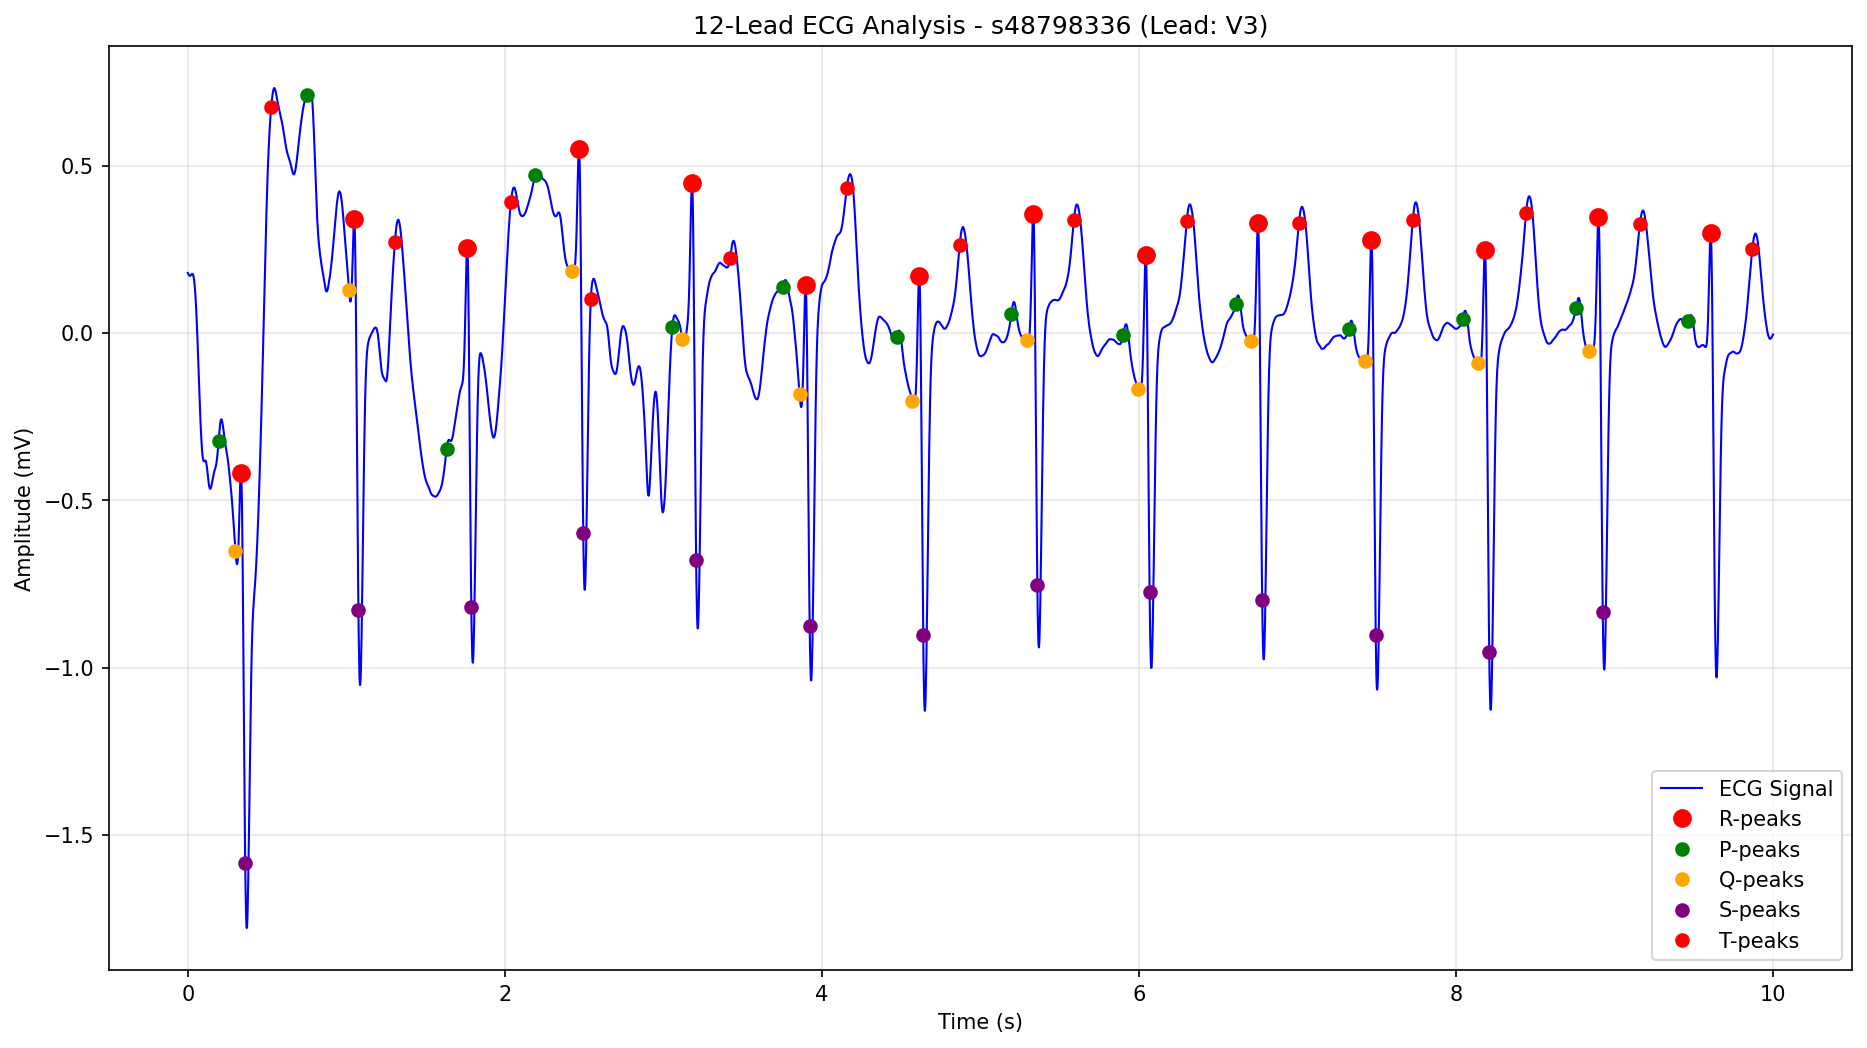 12-Lead ECG Analysis - s48798336 (Lead: V3)
Amplitude (mV)
0.5
0.0
−0.5
−1.0
−1.5
0 2 4 6 8 10
Time (s)
ECG Signal
R-peaks
P-peaks
Q-peaks
S-peaks
T-peaks